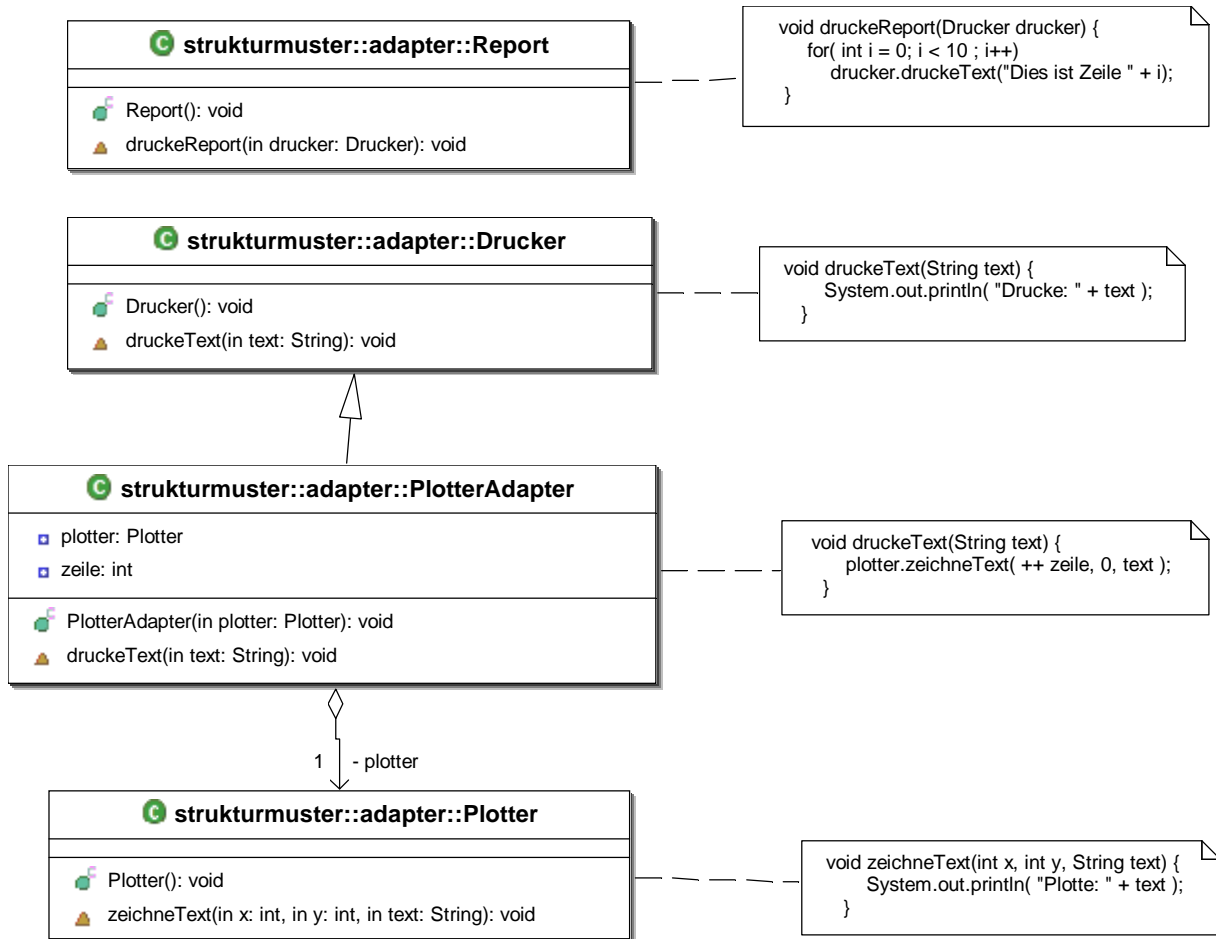 C strukturmuster::adapter::Report
C Report(): void
druckeReport(in drucker: Drucker): void
void druckeReport(Drucker drucker) {
for( int i = 0; i < 10 ; i++)
drucker.druckeText("Dies ist Zeile " + i);
}
C strukturmuster::adapter::Drucker
C Drucker(): void
druckeText(in text: String): void
void druckeText(String text) {
System.out.println( "Drucke: " + text );
}
C strukturmuster::adapter::PlotterAdapter
plotter: Plotter
zeile: int
C PlotterAdapter(in plotter: Plotter): void
druckeText(in text: String): void
void druckeText(String text) {
plotter.zeichneText( ++ zeile, 0, text );
}
1 - plotter
C strukturmuster::adapter::Plotter
C Plotter(): void
zeichneText(in x: int, in y: int, in text: String): void
void zeichneText(int x, int y, String text) {
System.out.println( "Plotte: " + text );
}